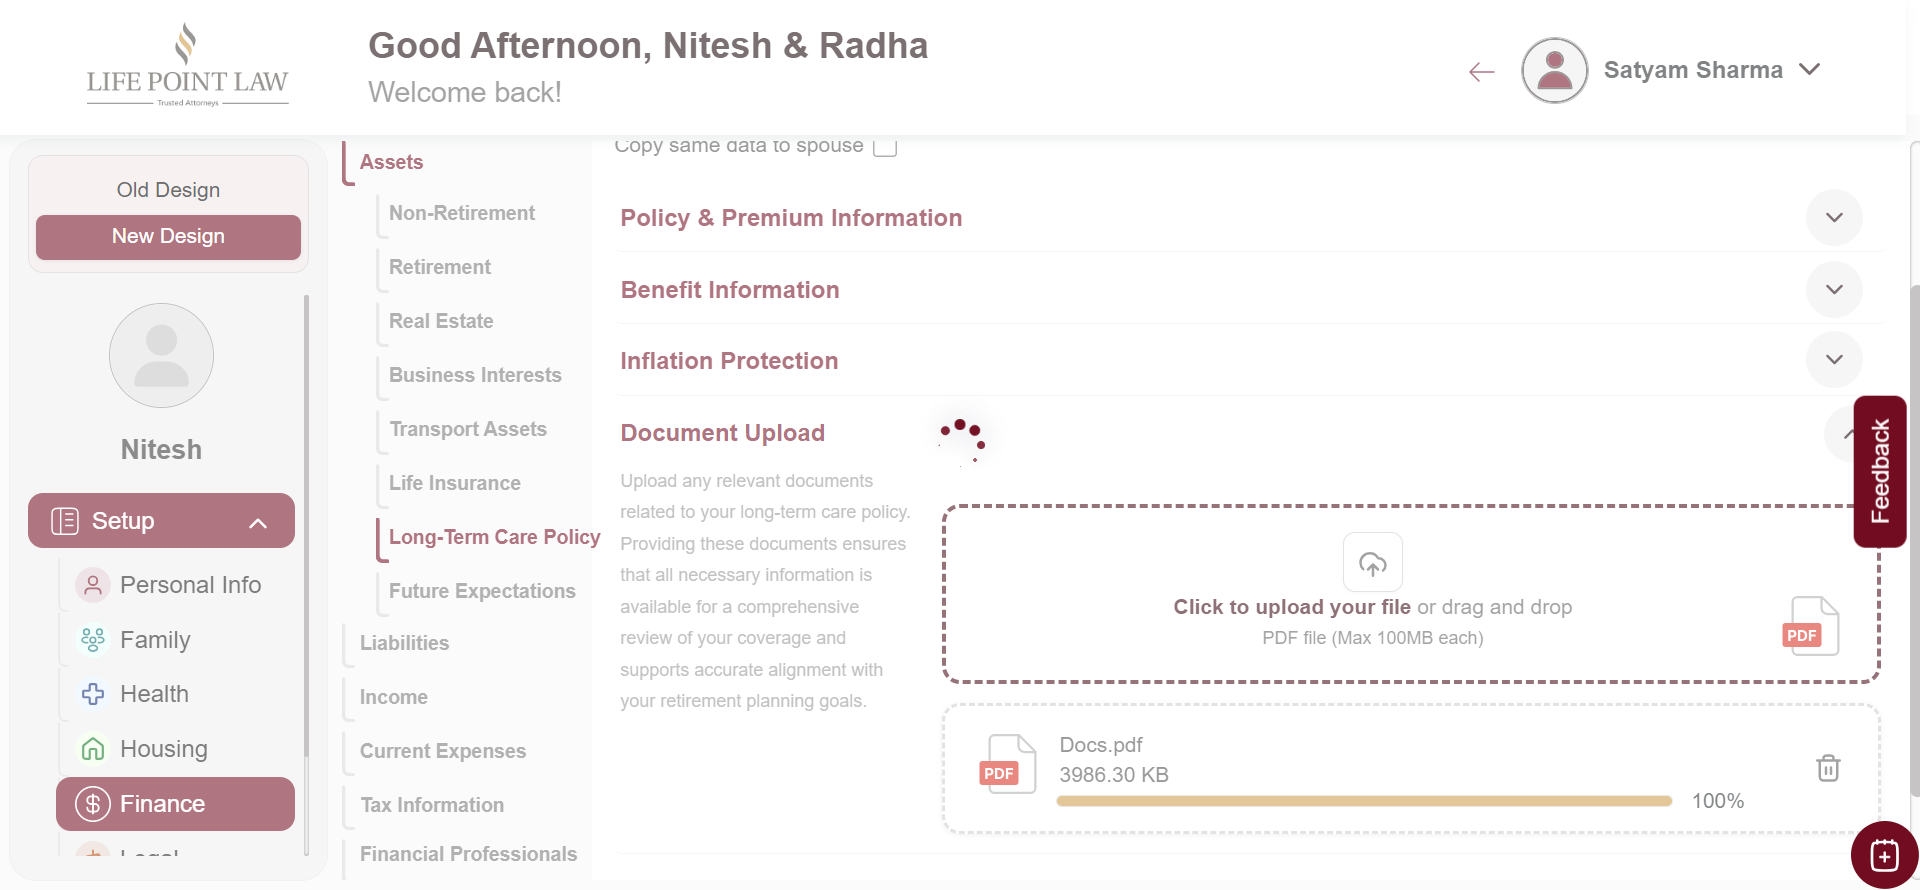 LIFE POINT LAW
Trusted Attorneys
Good Afternoon, Nitesh & Radha
Welcome back!
Satyam Sharma
Old Design
New Design
Nitesh
Setup
Personal Info
Family
Health
Housing
Finance
Legal
Assets
Non-Retirement
Retirement
Real Estate
Business Interests
Transport Assets
Life Insurance
Long-Term Care Policy
Future Expectations
Liabilities
Income
Current Expenses
Tax Information
Financial Professionals
Copy same data to spouse
Policy & Premium Information
Benefit Information
Inflation Protection
Document Upload
Upload any relevant documents
related to your long-term care policy.
Providing these documents ensures
that all necessary information is
available for a comprehensive
review of your coverage and
supports accurate alignment with
your retirement planning goals.
Click to upload your file or drag and drop
PDF file (Max 100MB each)
PDF
PDF
Docs.pdf
3986.30 KB
100%
Feedback